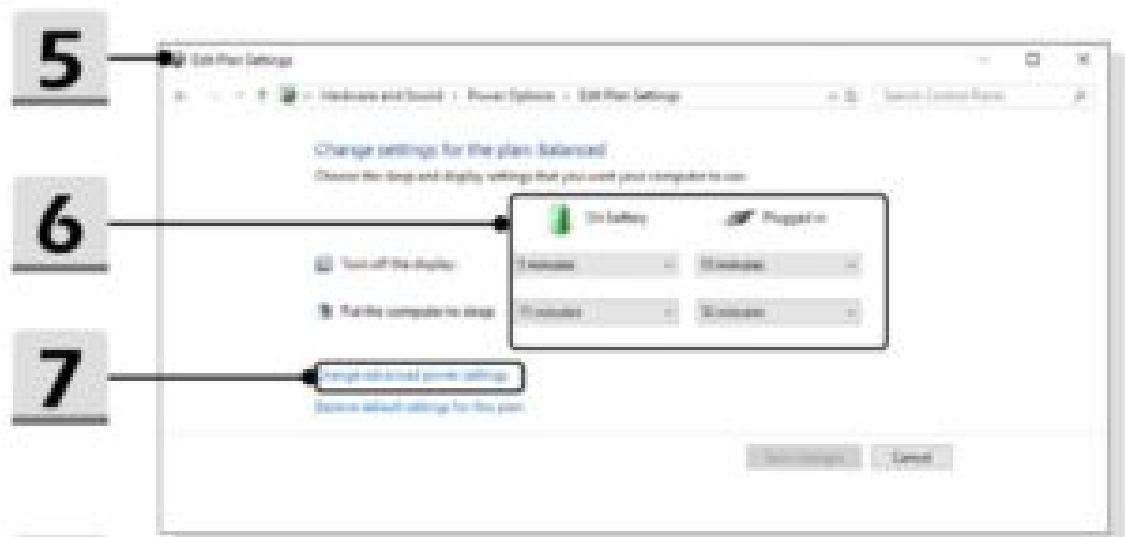 5
Edit Plan Settings
Hardware and Sound › Power Options › Edit Plan Settings
Search Control Panel
Change settings for the plan: Balanced
Choose the sleep and display settings that you want your computer to use.
6
On battery
Plugged in
Turn off the display
Put the computer to sleep
7
Change advanced power settings
Restore default settings for this plan
Save changes
Cancel